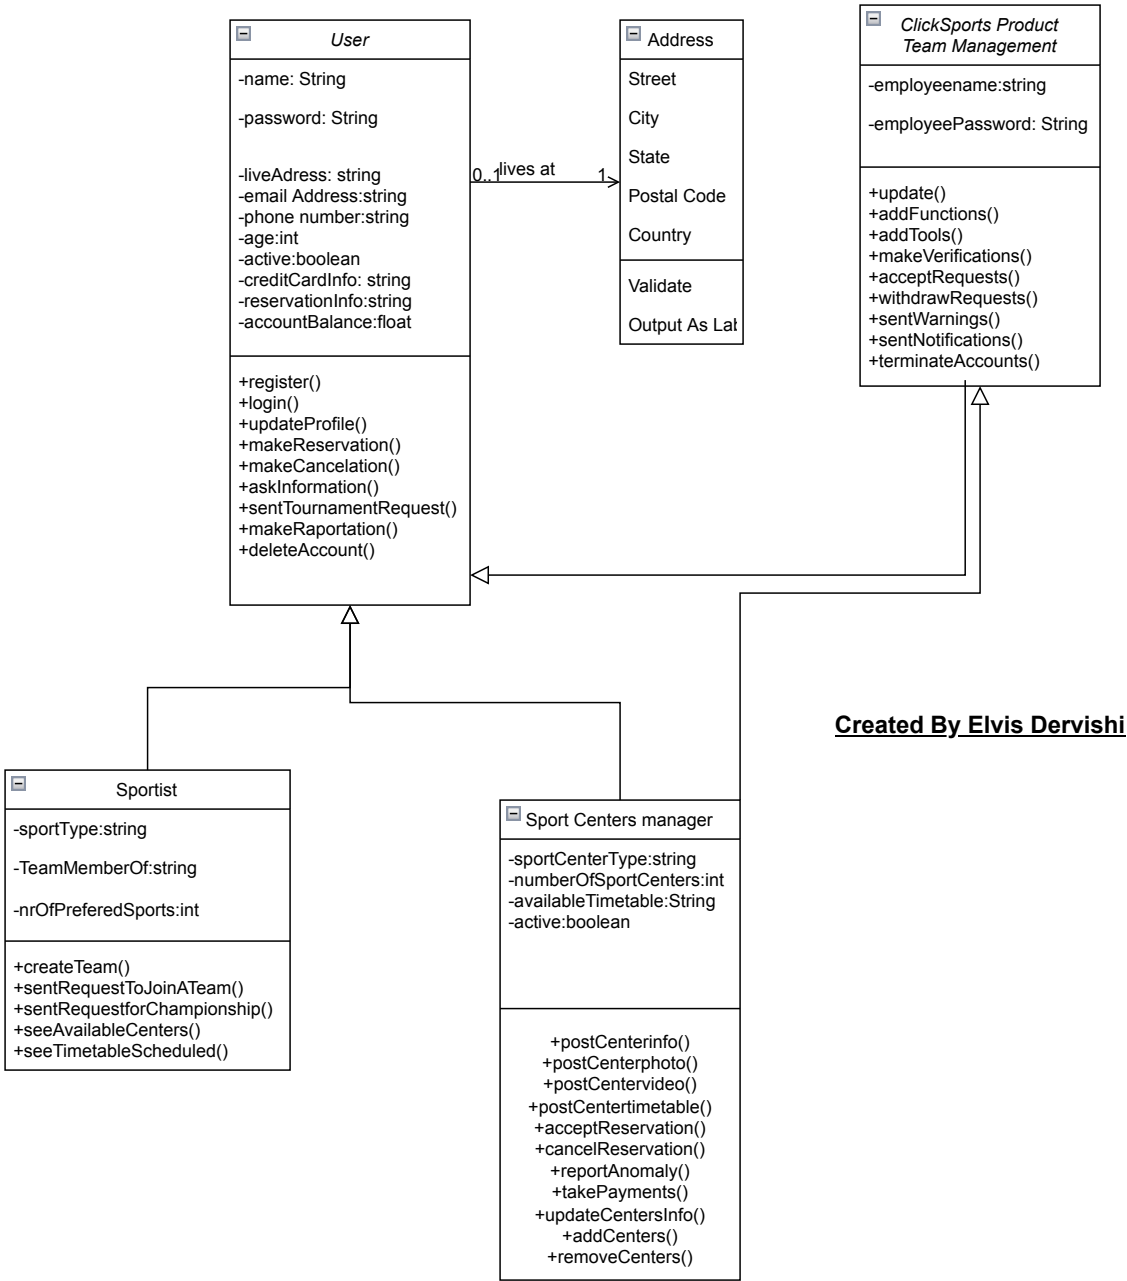 User
-name: String
-password: String
-liveAdress: string
-email Address:string
-phone number:string
-age:int
-active:boolean
-creditCardInfo: string
-reservationInfo:string
-accountBalance:float
+register()
+login()
+updateProfile()
+makeReservation()
+makeCancelation()
+askInformation()
+sentTournamentRequest()
+makeRaportation()
+deleteAccount()
0..1
lives at
1
Address
Street
City
State
Postal Code
Country
Validate
Output As Lab
ClickSports Product
Team Management
-employeename:string
-employeePassword: String
+update()
+addFunctions()
+addTools()
+makeVerifications()
+acceptRequests()
+withdrawRequests()
+sentWarnings()
+sentNotifications()
+terminateAccounts()
Created By Elvis Dervishi
Sportist
-sportType:string
-TeamMemberOf:string
-nrOfPreferedSports:int
+createTeam()
+sentRequestToJoinATeam()
+sentRequestforChampionship()
+seeAvailableCenters()
+seeTimetableScheduled()
Sport Centers manager
-sportCenterType:string
-numberOfSportCenters:int
-availableTimetable:String
-active:boolean
+postCenterinfo()
+postCenterphoto()
+postCentervideo()
+postCentertimetable()
+acceptReservation()
+cancelReservation()
+reportAnomaly()
+takePayments()
+updateCentersInfo()
+addCenters()
+removeCenters()